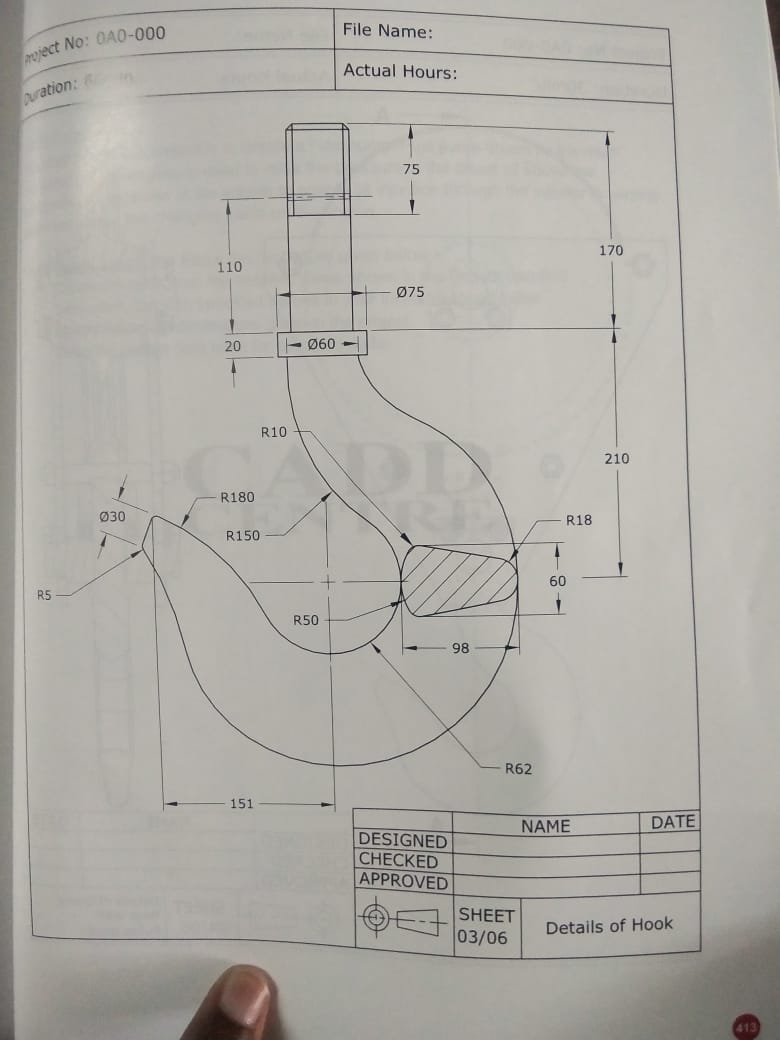 Project No: 0A0-000
File Name:
Duration:
Actual Hours:
75
170
110
Ø75
20
Ø60
R10
210
R180
Ø30
R150
R18
60
R5
R50
98
R62
151
NAME DATE
DESIGNED
CHECKED
APPROVED
SHEET
03/06
Details of Hook
CADD
CENTRE
413